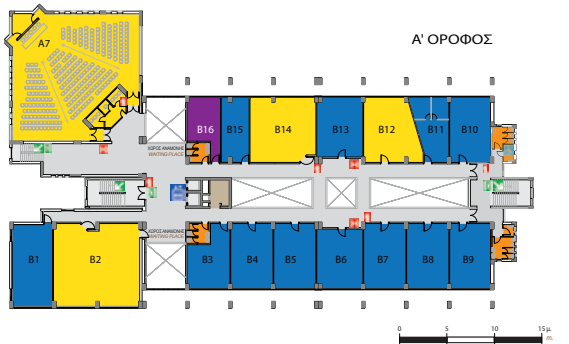 Α' ΟΡΟΦΟΣ
A7
B16
B15
B14
B13
B12
B11
B10
ΧΩΡΟΣ ΑΝΑΜΟΝΗΣ
WAITING PLACE
ΧΩΡΟΣ ΑΝΑΜΟΝΗΣ
WAITING PLACE
B1
B2
B3
B4
B5
B6
B7
B8
B9
0 5 10 15 μ.
m.